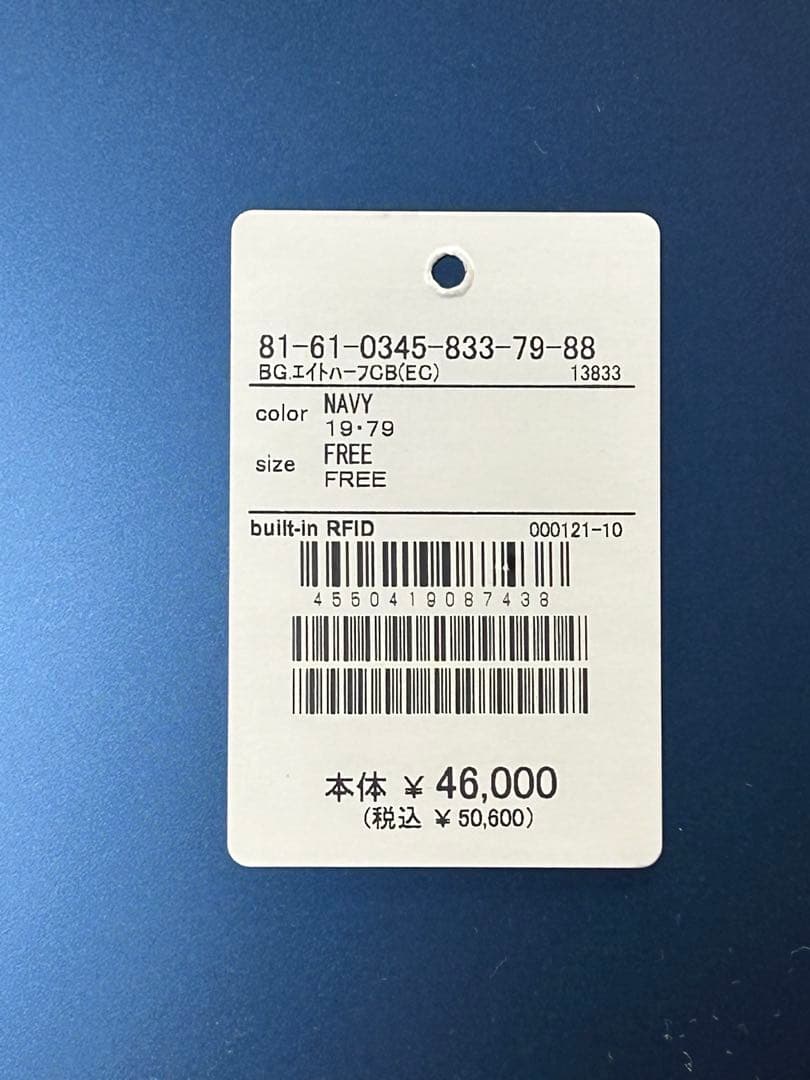 81-61-0345-833-79-88
BG.エイトハーフCB(EC) 13833
color NAVY
19・79
size FREE
FREE
built-in RFID 000121-10
4550419087438
本体 ¥ 46,000
(税込 ¥ 50,600)